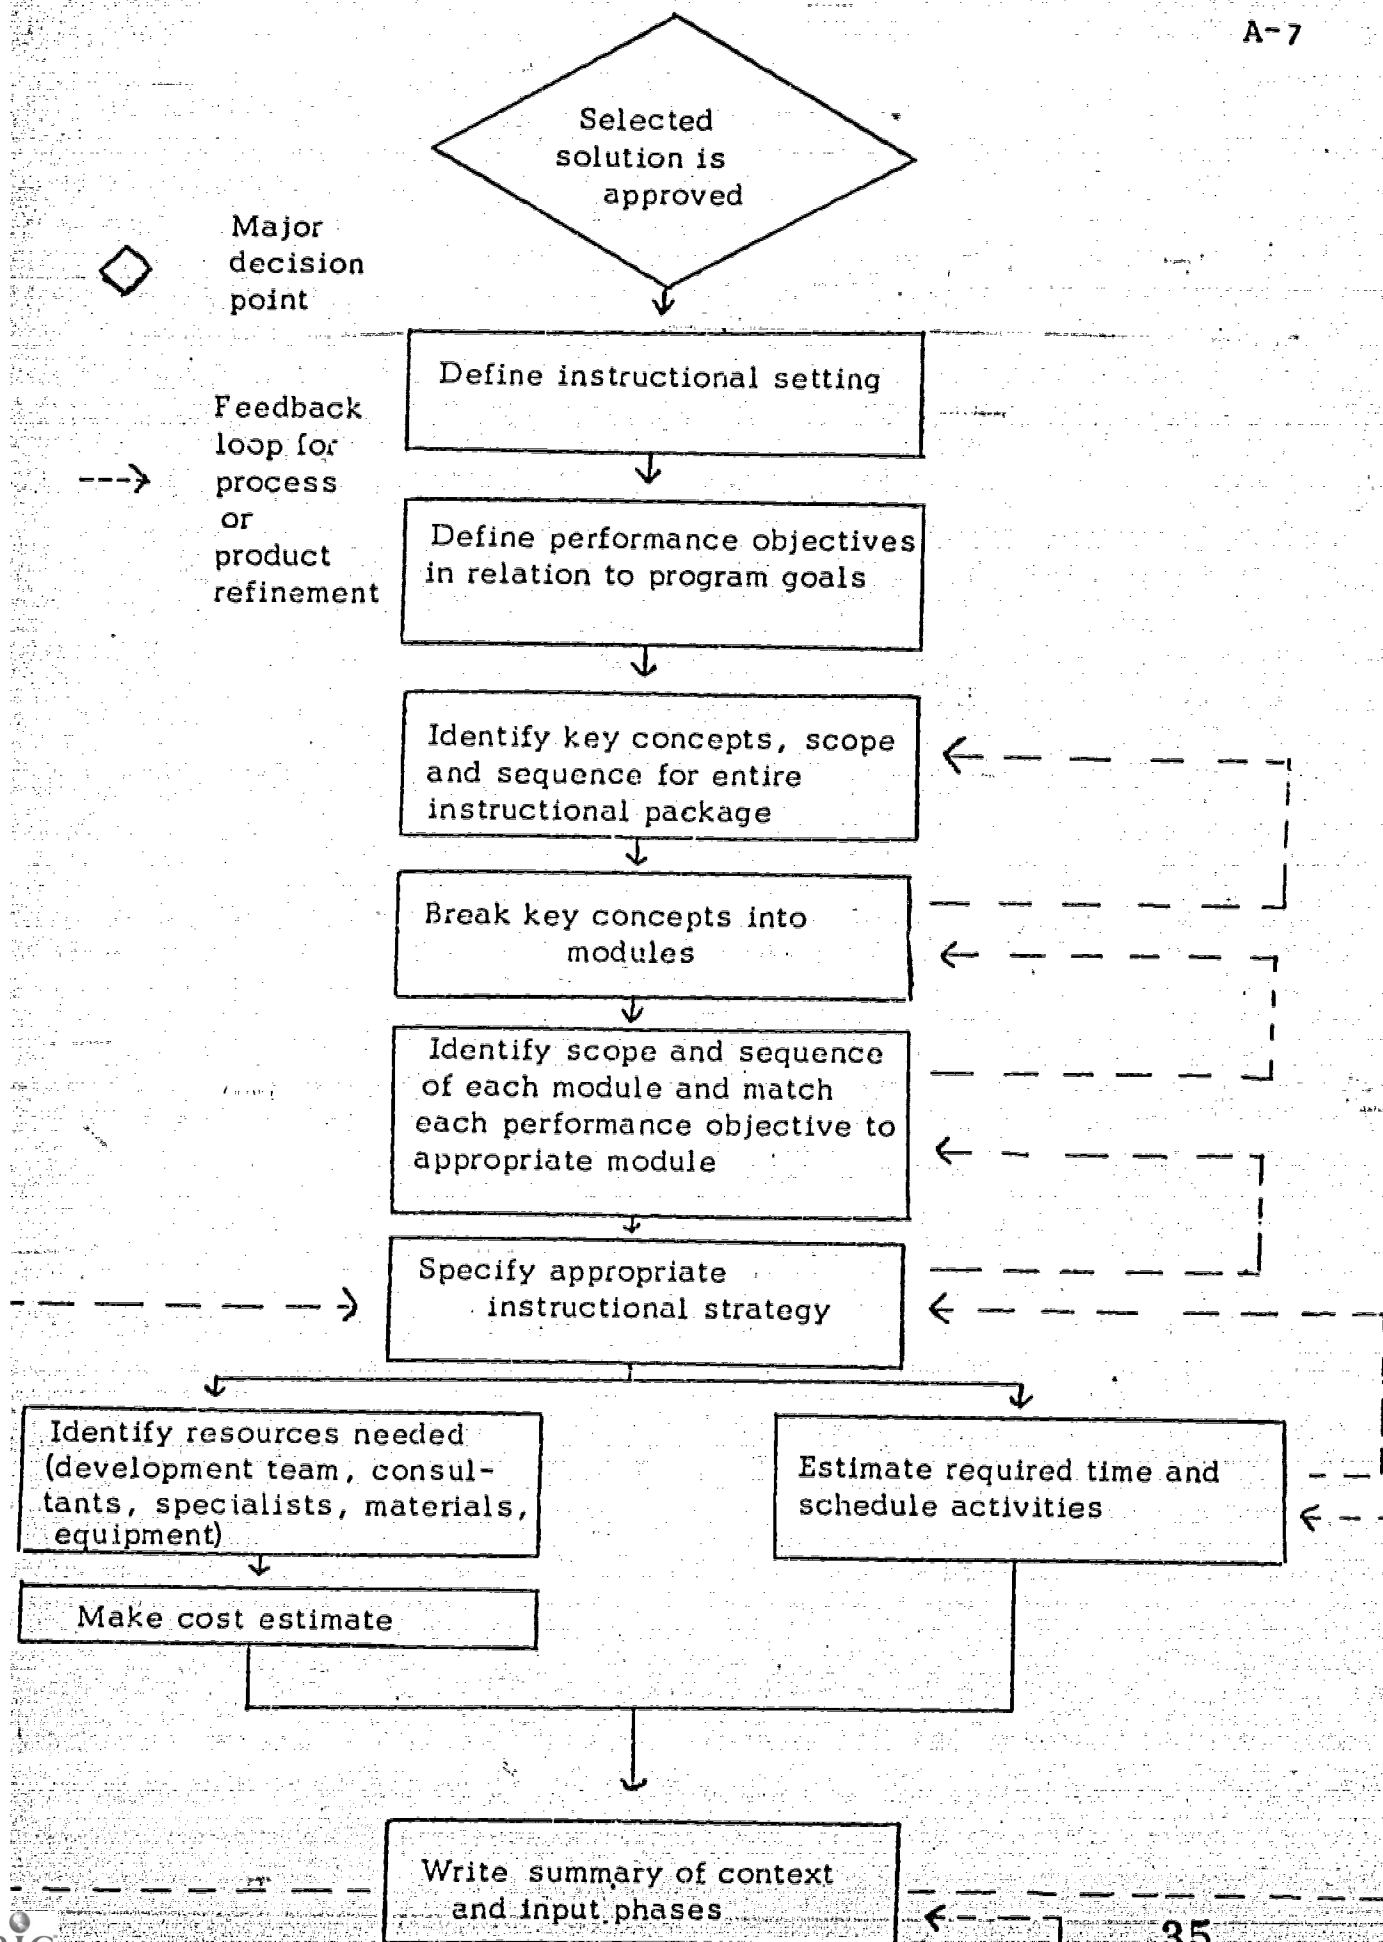 A-7
Selected
solution is
approved
Major
decision
point
Feedback
loop for
process
or
product
refinement
Define instructional setting
Define performance objectives
in relation to program goals
Identify key concepts, scope
and sequence for entire
instructional package
Break key concepts into
modules
Identify scope and sequence
of each module and match
each performance objective to
appropriate module
Specify appropriate
instructional strategy
Identify resources needed
(development team, consul-
tants, specialists, materials,
equipment)
Estimate required time and
schedule activities
Make cost estimate
Write summary of context
and input phases
35